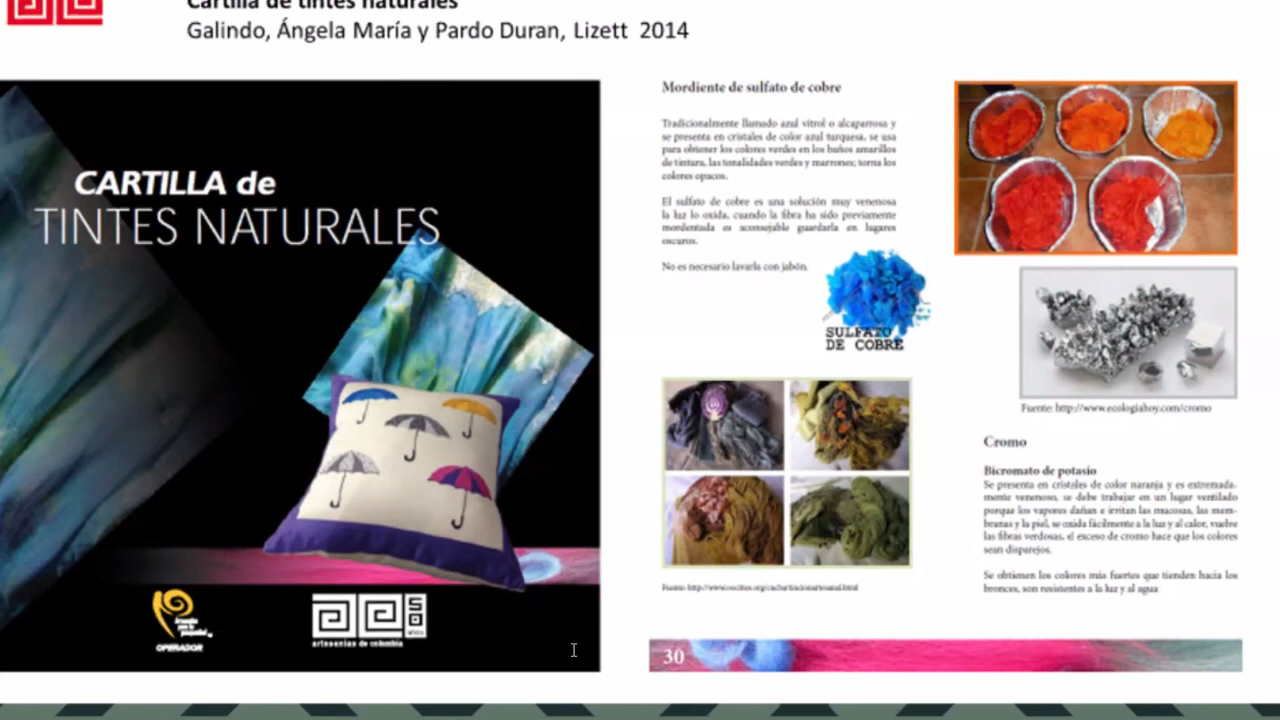 Cartilla de tintes naturales
Galindo, Ángela María y Pardo Duran, Lizett 2014
CARTILLA de
TINTES NATURALES
OPERADOR
50
años
artesanías de colombia
Mordiente de sulfato de cobre
Tradicionalmente llamado azul vitrol o alcaparrosa y
se presenta en cristales de color azul turquesa, se usa
para obtener los colores verdes en los baños amarillos
de tintura, las tonalidades verdes y marrones; torna los
colores opacos.
El sulfato de cobre es una solución muy venenosa
la luz lo oxida, cuando la fibra ha sido previamente
mordentada es aconsejable guardarla en lugares
oscuros.
No es necesario lavarla con jabón.
SULFATO
DE COBRE
30
Fuente: http://www.ecologiahoy.com/cromo
Cromo
Bicromato de potasio
Se presenta en cristales de color naranja y es extremada-
mente venenoso, se debe trabajar en un lugar ventilado
porque los vapores dañan e irritan las mucosas, las mem-
branas y la piel, se oxida fácilmente a la luz y al calor, vuelve
las fibras verdosas, el exceso de cromo hace que los colores
sean disparejos.
Se obtienen los colores más fuertes que tienden hacia los
bronces, son resistentes a la luz y al agua